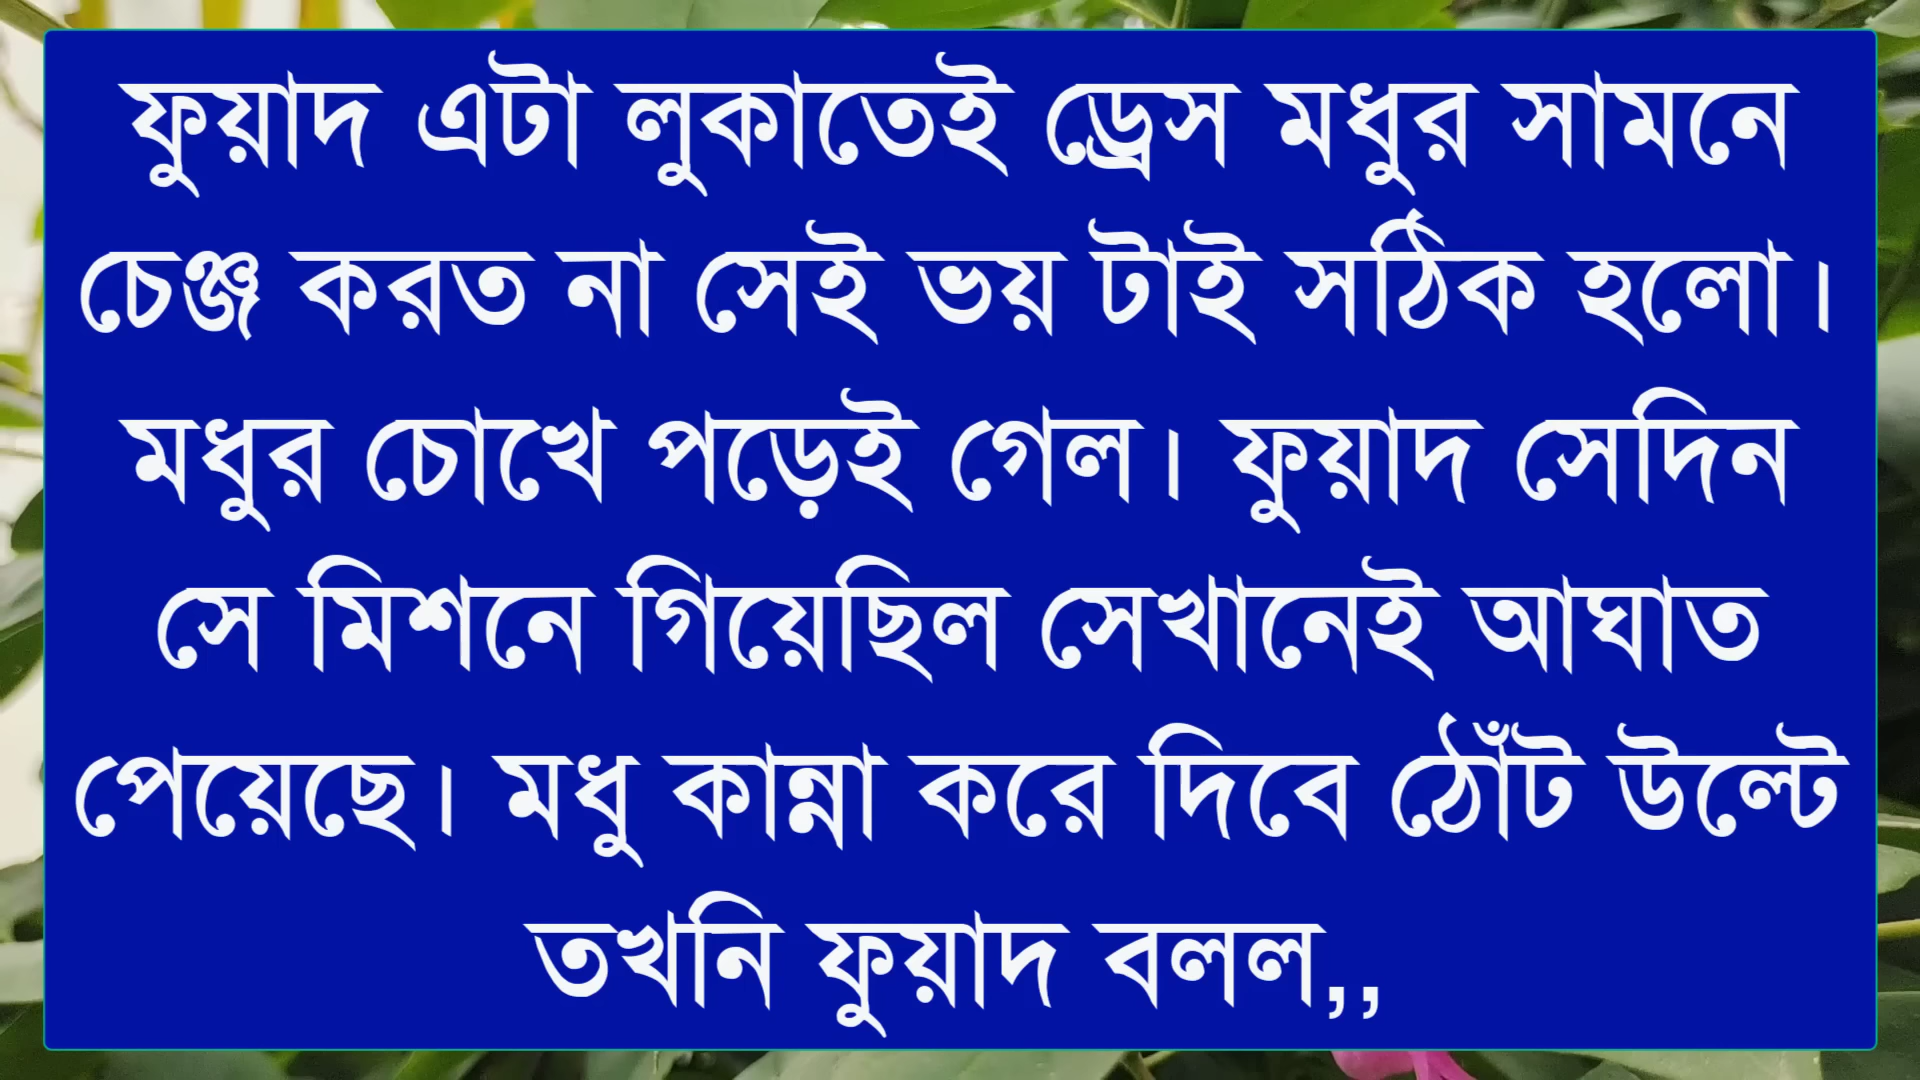 ফুয়াদ এটা লুকাতেই ড্রেস মধুর সামনে
চেঞ্জ করত না সেই ভয় টাই সঠিক হলো।
মধুর চোখে পড়েই গেল। ফুয়াদ সেদিন
সে মিশনে গিয়েছিল সেখানেই আঘাত
পেয়েছে। মধু কান্না করে দিবে ঠোঁট উল্টে
তখনি ফুয়াদ বলল,,